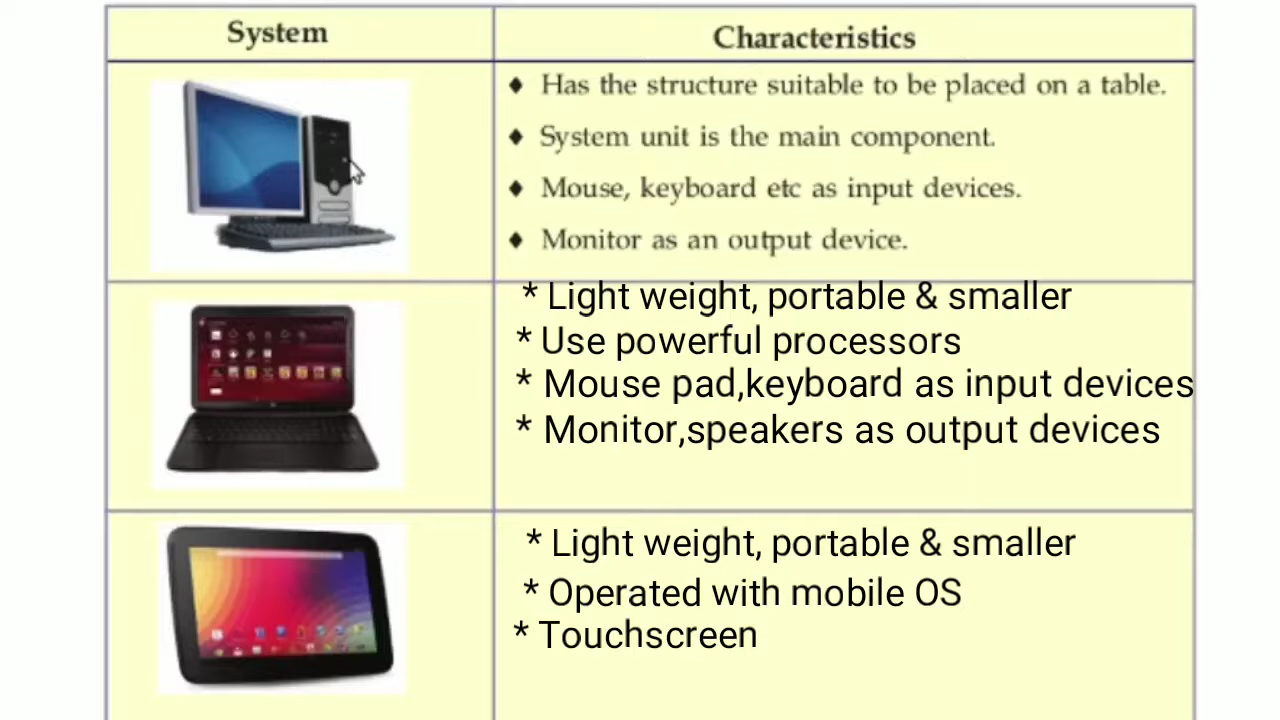 System
Characteristics
♦ Has the structure suitable to be placed on a table.
♦ System unit is the main component.
♦ Mouse, keyboard etc as input devices.
♦ Monitor as an output device.
* Light weight, portable & smaller
* Use powerful processors
* Mouse pad,keyboard as input devices
* Monitor,speakers as output devices
* Light weight, portable & smaller
* Operated with mobile OS
* Touchscreen